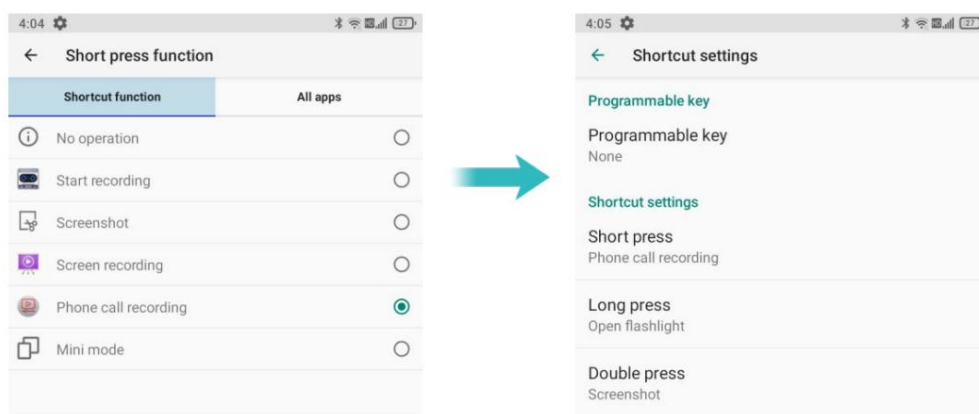 4:04
27
Short press function
Shortcut function
All apps
No operation
Start recording
Screenshot
Screen recording
Phone call recording
Mini mode
4:05
27
Shortcut settings
Programmable key
Programmable key
None
Shortcut settings
Short press
Phone call recording
Long press
Open flashlight
Double press
Screenshot